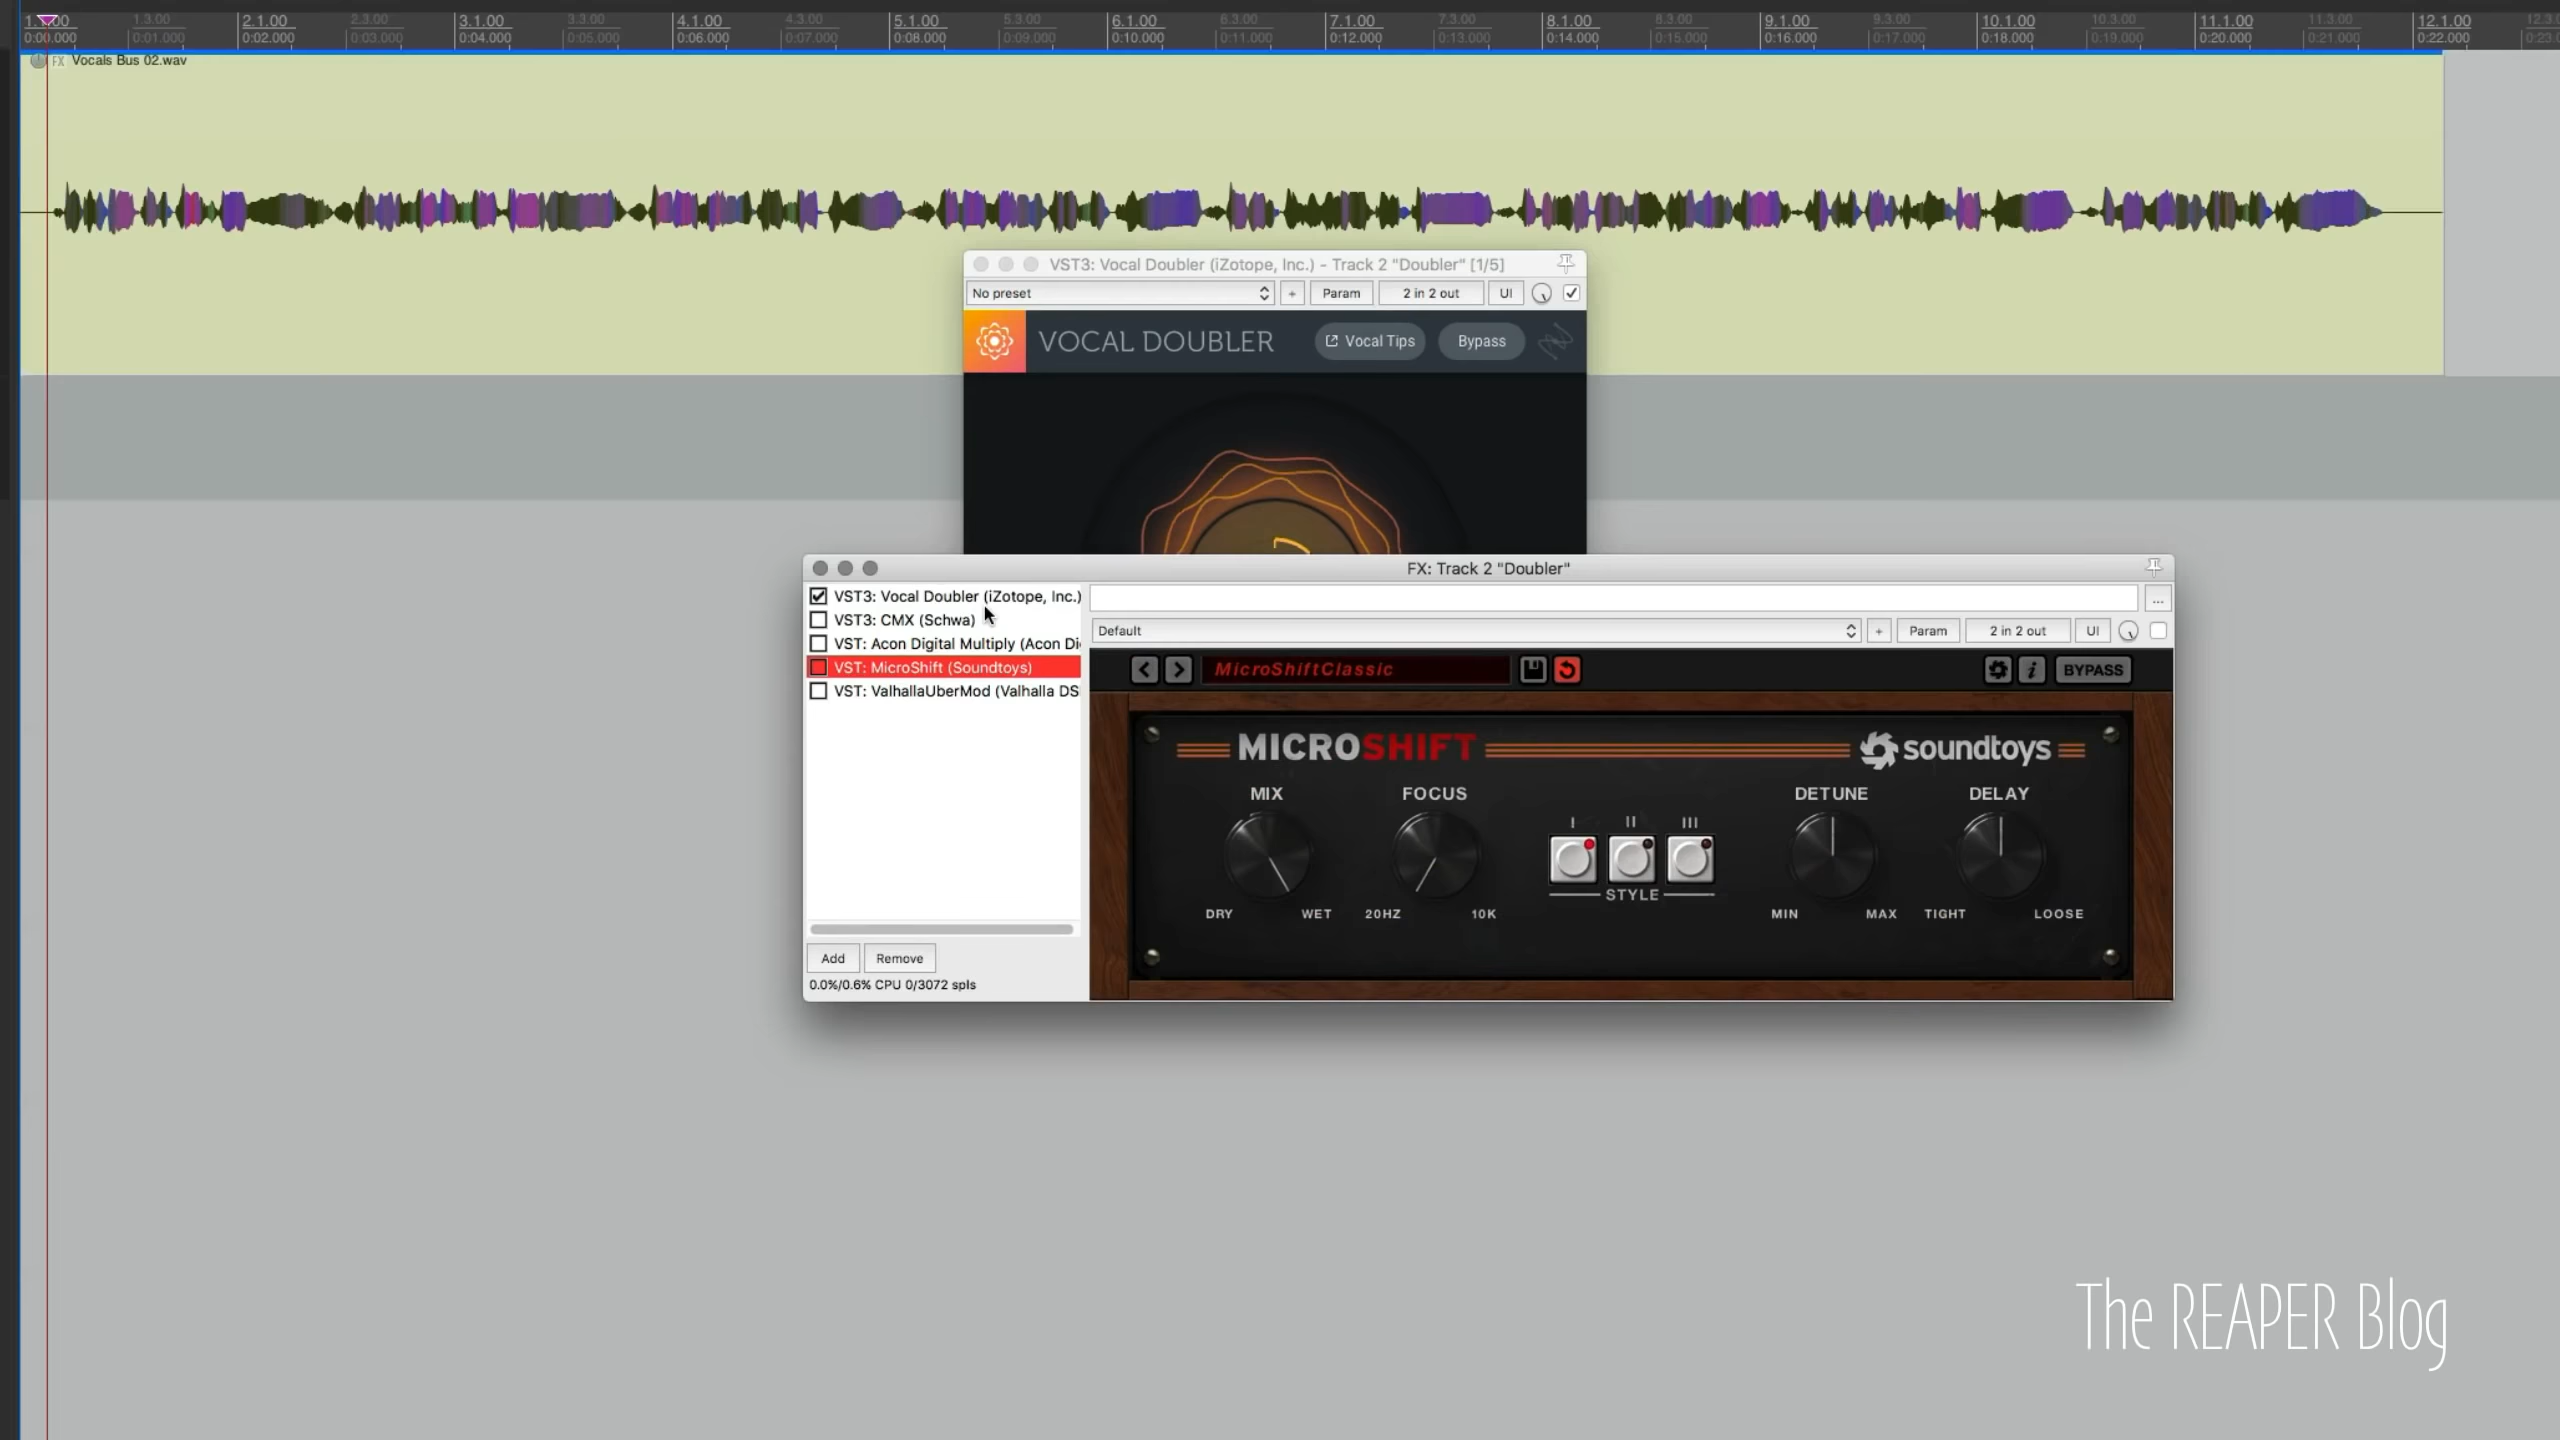 1.1.00 1.3.00 2.1.00 2.3.00 3.1.00 3.3.00 4.1.00 4.3.00 5.1.00 5.3.00 6.1.00 6.3.00 7.1.00 7.3.00 8.1.00 8.3.00 9.1.00 9.3.00 10.1.00 10.3.00 11.1.00 11.3.00 12.1.00
0:00.000 0:01.000 0:02.000 0:03.000 0:04.000 0:05.000 0:06.000 0:07.000 0:08.000 0:09.000 0:10.000 0:11.000 0:12.000 0:13.000 0:14.000 0:15.000 0:16.000 0:17.000 0:18.000 0:19.000 0:20.000 0:21.000 0:22.000
FX Vocals Bus 02.wav
VST3: Vocal Doubler (iZotope, Inc.) - Track 2 "Doubler" [1/5]
No preset + Param 2 in 2 out UI
VOCAL DOUBLER Vocal Tips Bypass
FX: Track 2 "Doubler"
VST3: Vocal Doubler (iZotope, Inc.) ...
VST3: CMX (Schwa)
VST: Acon Digital Multiply (Acon Di
VST: MicroShift (Soundtoys)
VST: ValhallaUberMod (Valhalla DS
Default + Param 2 in 2 out UI
MicroShiftClassic i BYPASS
MICROSHIFT soundtoys
MIX FOCUS DETUNE DELAY
I II III
STYLE
DRY WET 20HZ 10K MIN MAX TIGHT LOOSE
Add Remove
0.0%/0.6% CPU 0/3072 spls
The REAPER Blog